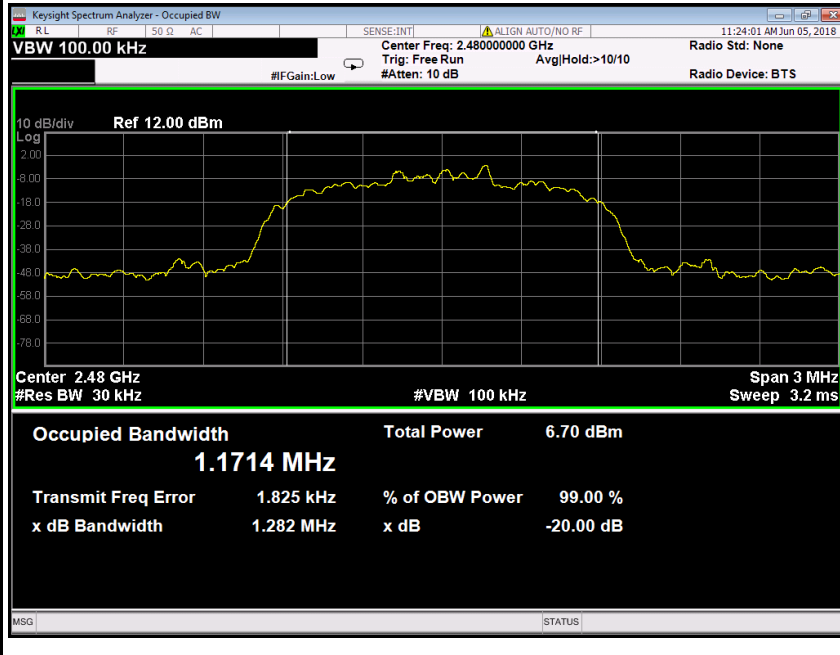 Keysight Spectrum Analyzer - Occupied BW
RL RF 50 Ω AC SENSE:INT ALIGN AUTO/NO RF 11:24:01 AM Jun 05, 2018
VBW 100.00 kHz Center Freq: 2.480000000 GHz Radio Std: None
Trig: Free Run Avg|Hold:>10/10
#IFGain:Low #Atten: 10 dB Radio Device: BTS
10 dB/div Ref 12.00 dBm
Log
2.00
-8.00
-18.0
-28.0
-38.0
-48.0
-58.0
-68.0
-78.0
Center 2.48 GHz Span 3 MHz
#Res BW 30 kHz #VBW 100 kHz Sweep 3.2 ms
Occupied Bandwidth Total Power 6.70 dBm
1.1714 MHz
Transmit Freq Error 1.825 kHz % of OBW Power 99.00 %
x dB Bandwidth 1.282 MHz x dB -20.00 dB
MSG STATUS